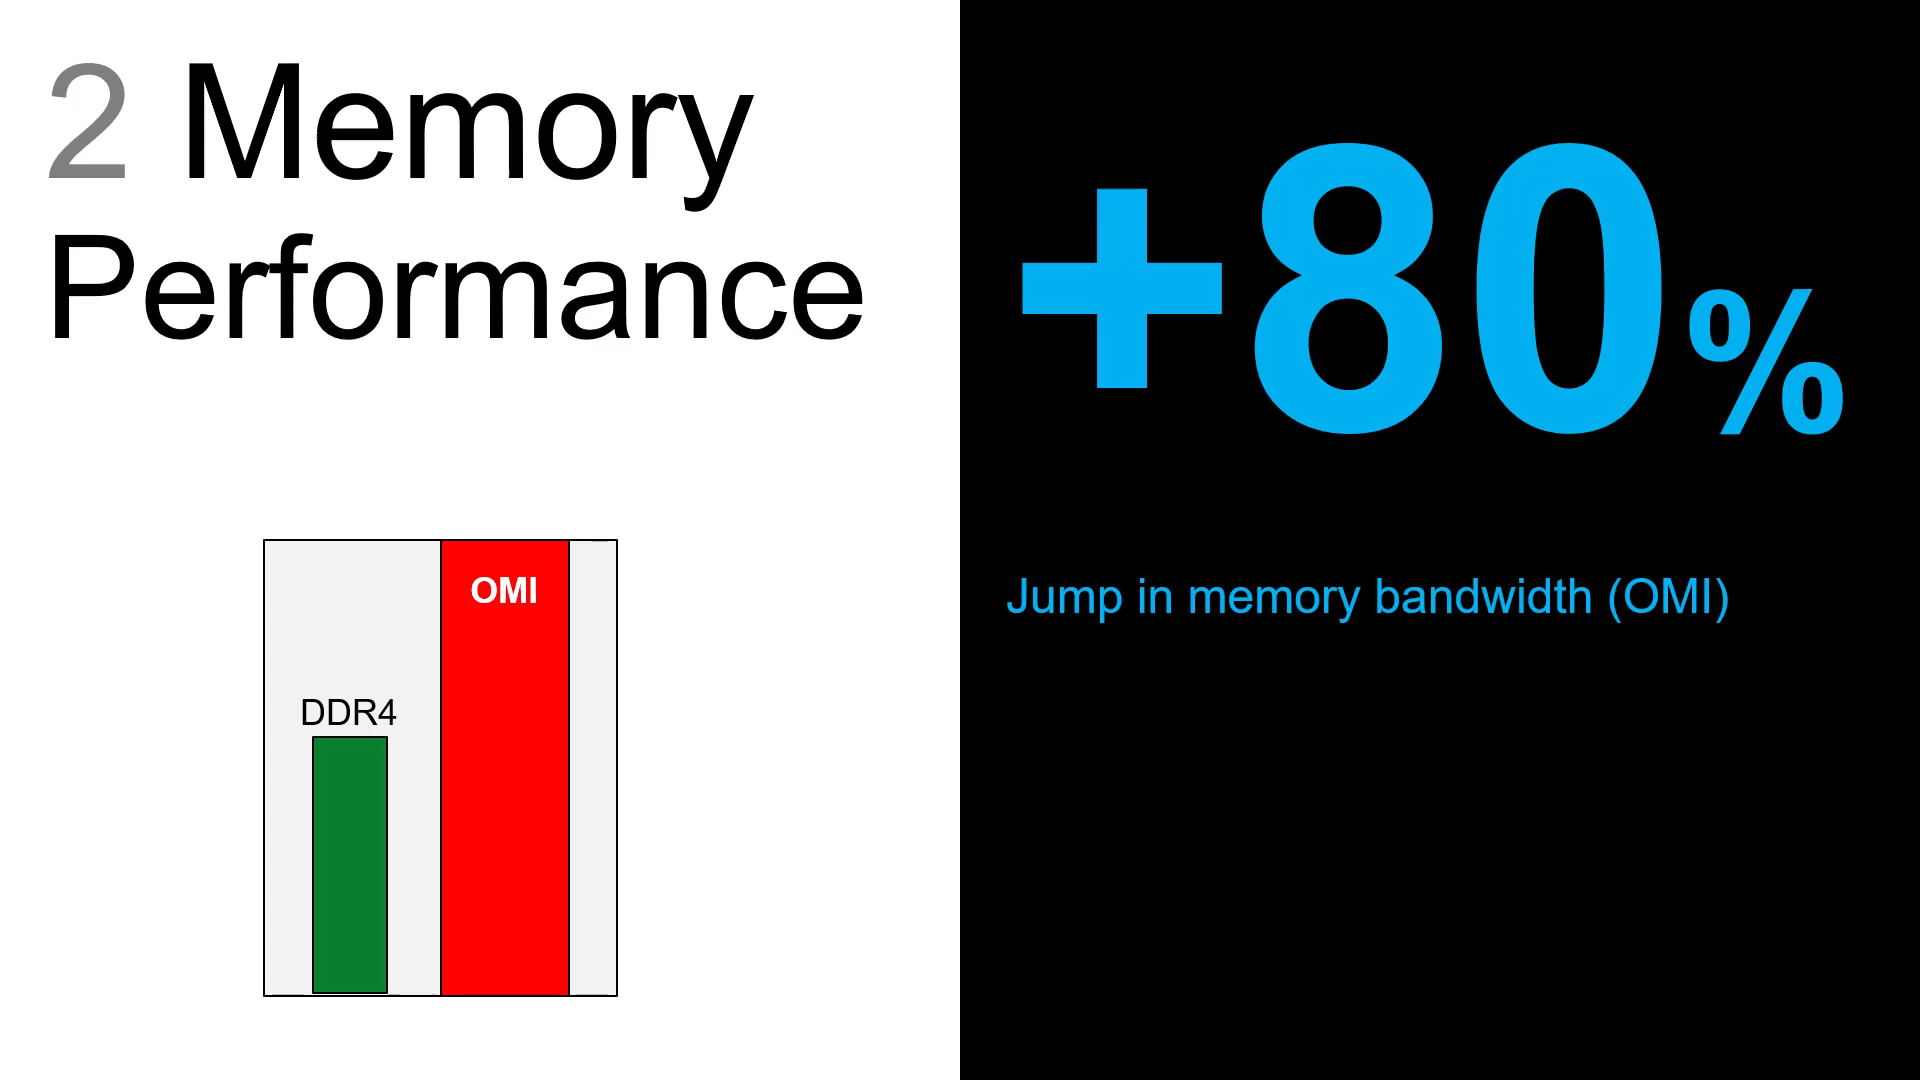 2 Memory
Performance
OMI
DDR4
+80%
Jump in memory bandwidth (OMI)